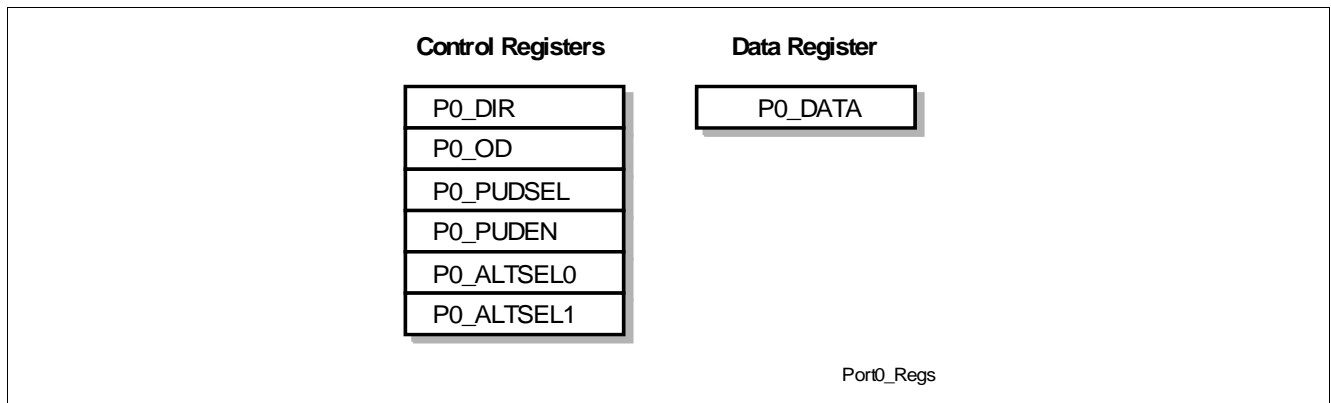 Control Registers
P0_DIR
P0_OD
P0_PUDSEL
P0_PUDEN
P0_ALTSEL0
P0_ALTSEL1
Data Register
P0_DATA
Port0_Regs